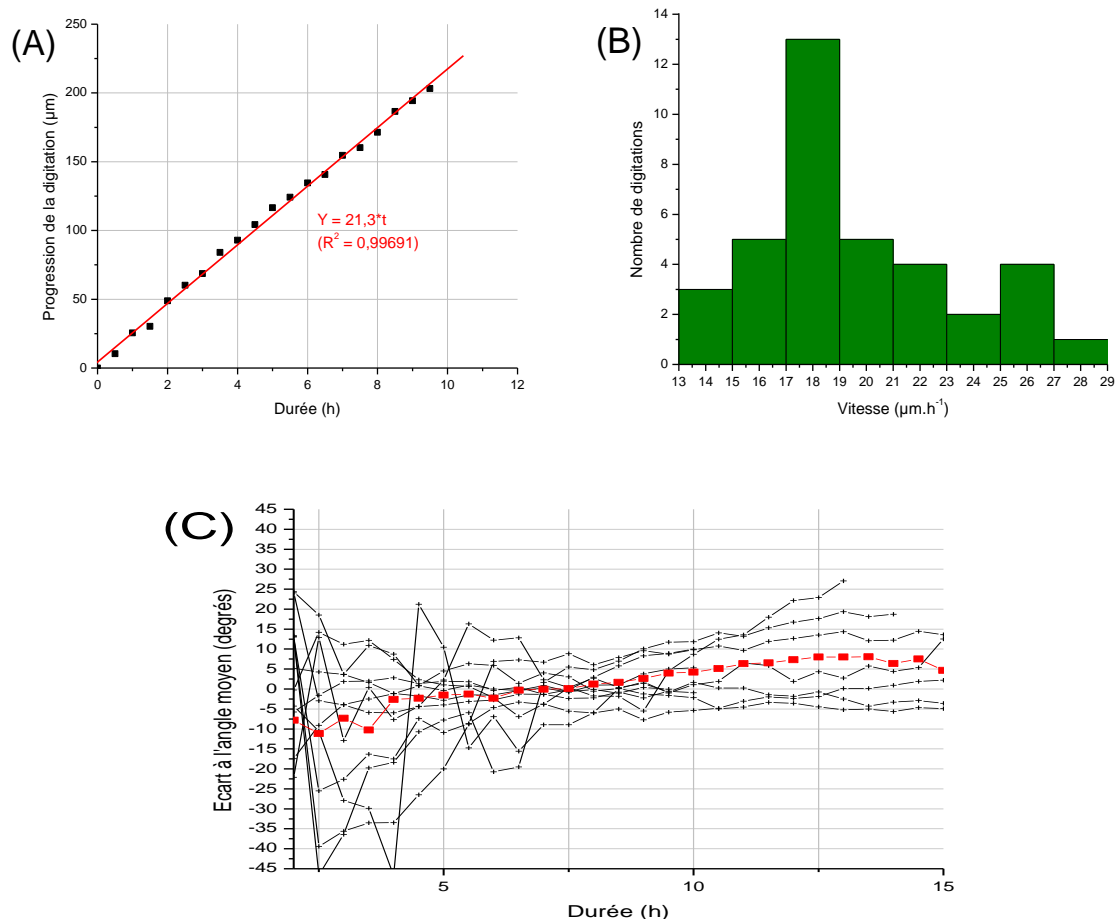 (A)
250
200
150
100
50
0
Progression de la digitation (µm)
Y = 21,3*t
(R² = 0,99691)
0 2 4 6 8 10 12
Durée (h)
(B)
14
12
10
8
6
4
2
0
Nombre de digitations
13 14 15 16 17 18 19 20 21 22 23 24 25 26 27 28 29
Vitesse (µm.h⁻¹)
(C)
45
40
35
30
25
20
15
10
5
0
-5
-10
-15
-20
-25
-30
-35
-40
-45
Ecart à l'angle moyen (degrés)
5 10 15
Durée (h)